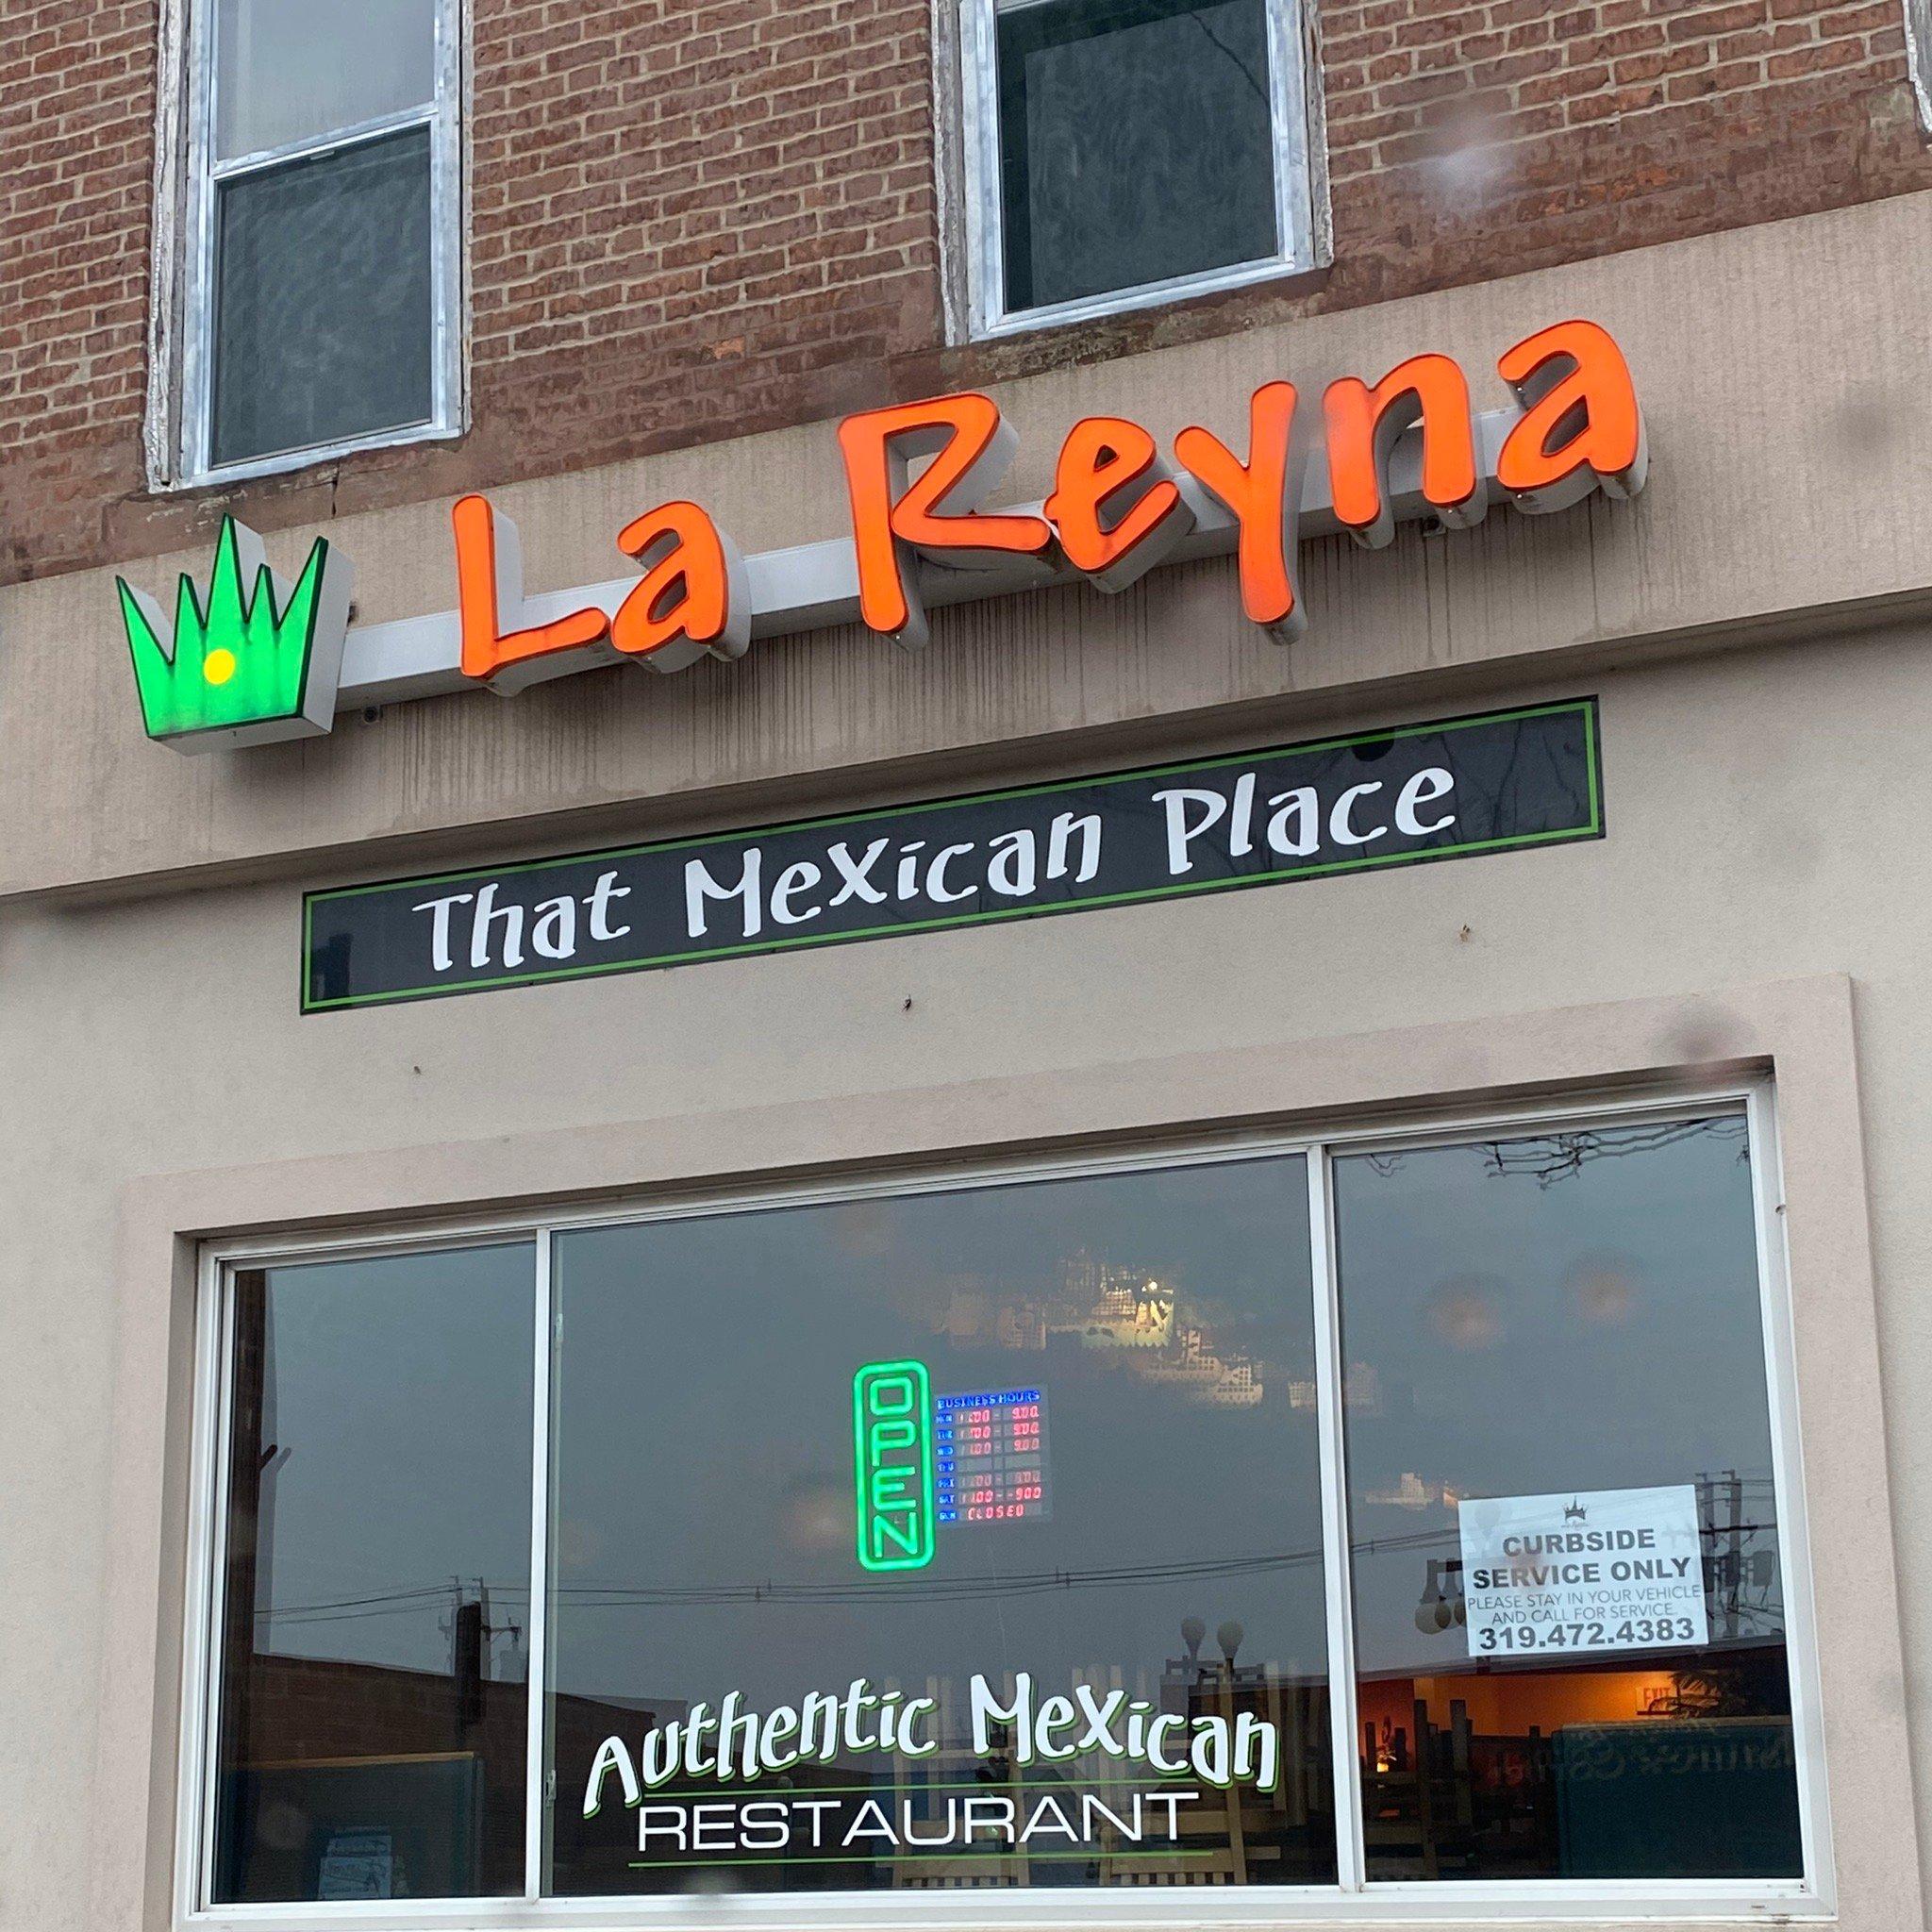 La Reyna
That Mexican Place
OPEN
BUSINESS HOURS
CLOSED
CURBSIDE
SERVICE ONLY
PLEASE STAY IN YOUR VEHICLE
AND CALL FOR SERVICE.
319.472.4383
EXIT
Authentic Mexican
RESTAURANT